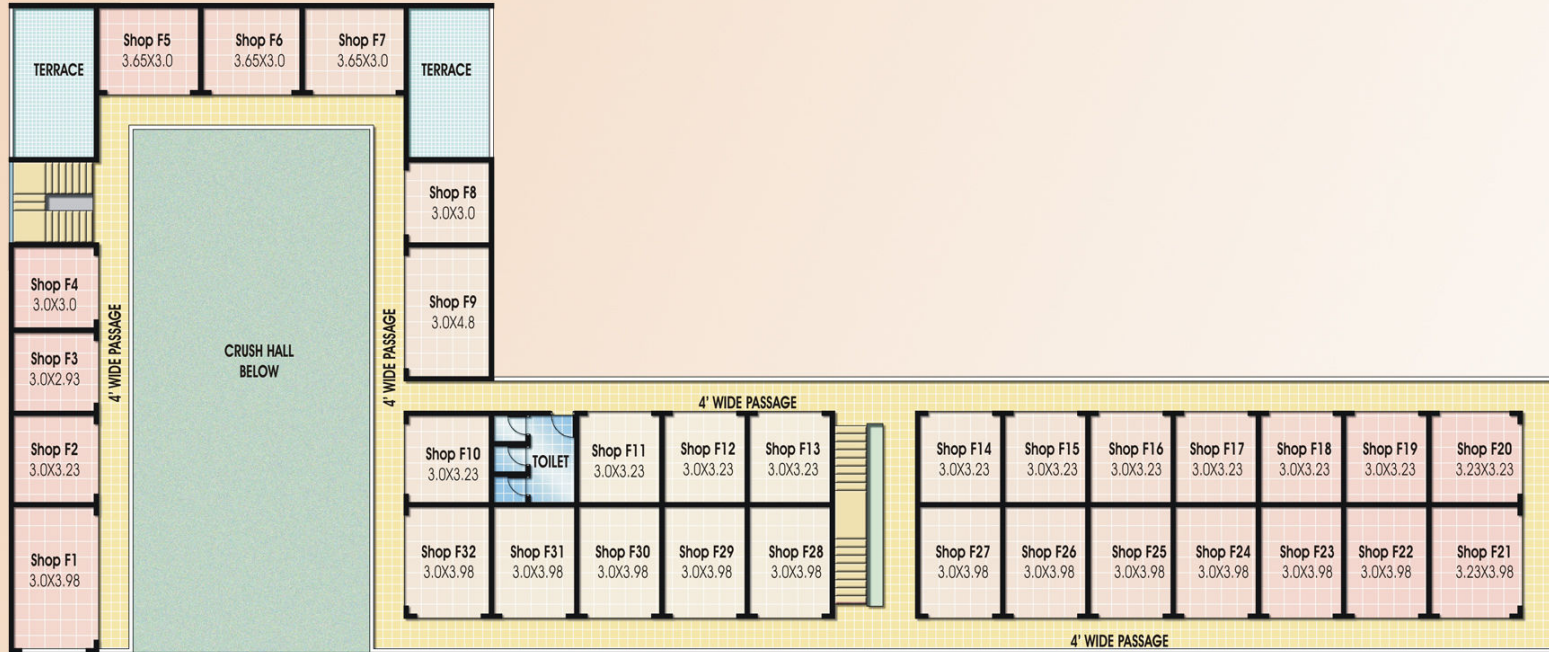 TERRACE
Shop F5
3.65X3.0
Shop F6
3.65X3.0
Shop F7
3.65X3.0
TERRACE
Shop F8
3.0X3.0
Shop F4
3.0X3.0
Shop F9
3.0X4.8
Shop F3
3.0X2.93
4' WIDE PASSAGE
CRUSH HALL
BELOW
4' WIDE PASSAGE
4' WIDE PASSAGE
Shop F2
3.0X3.23
Shop F10
3.0X3.23
TOILET
Shop F11
3.0X3.23
Shop F12
3.0X3.23
Shop F13
3.0X3.23
Shop F14
3.0X3.23
Shop F15
3.0X3.23
Shop F16
3.0X3.23
Shop F17
3.0X3.23
Shop F18
3.0X3.23
Shop F19
3.0X3.23
Shop F20
3.23X3.23
Shop F1
3.0X3.98
Shop F32
3.0X3.98
Shop F31
3.0X3.98
Shop F30
3.0X3.98
Shop F29
3.0X3.98
Shop F28
3.0X3.98
Shop F27
3.0X3.98
Shop F26
3.0X3.98
Shop F25
3.0X3.98
Shop F24
3.0X3.98
Shop F23
3.0X3.98
Shop F22
3.0X3.98
Shop F21
3.23X3.98
4' WIDE PASSAGE